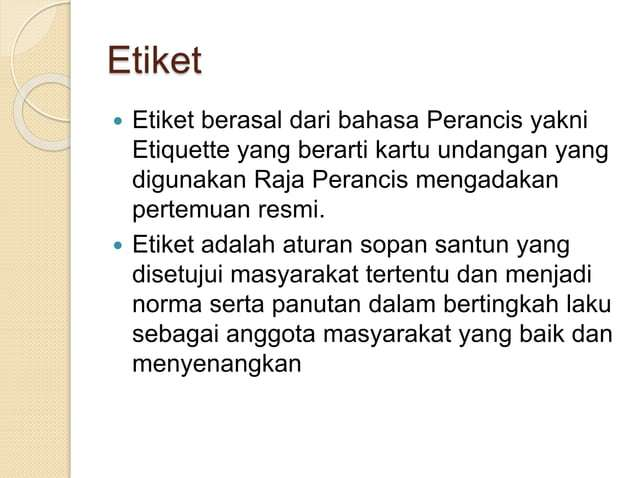 Etiket
• Etiket berasal dari bahasa Perancis yakni
Etiquette yang berarti kartu undangan yang
digunakan Raja Perancis mengadakan
pertemuan resmi.
• Etiket adalah aturan sopan santun yang
disetujui masyarakat tertentu dan menjadi
norma serta panutan dalam bertingkah laku
sebagai anggota masyarakat yang baik dan
menyenangkan